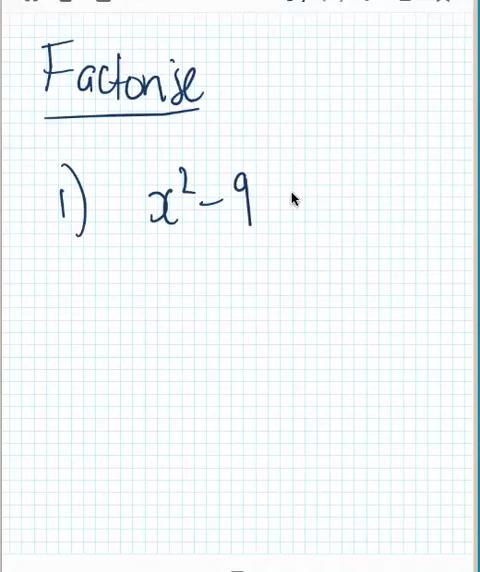 Factorise
1) x² - 9